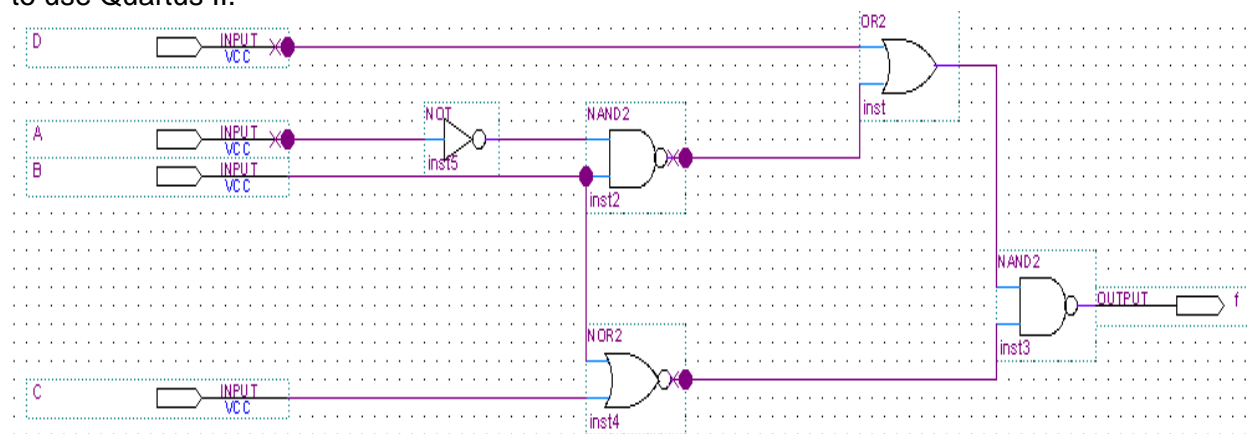 to use Quartus II.
OR2
D INPUT
VCC
inst
NOT NAND2
A INPUT
VCC
inst5
B INPUT
VCC
inst2
NAND2
OUTPUT f
inst3
NOR2
C INPUT
VCC
inst4